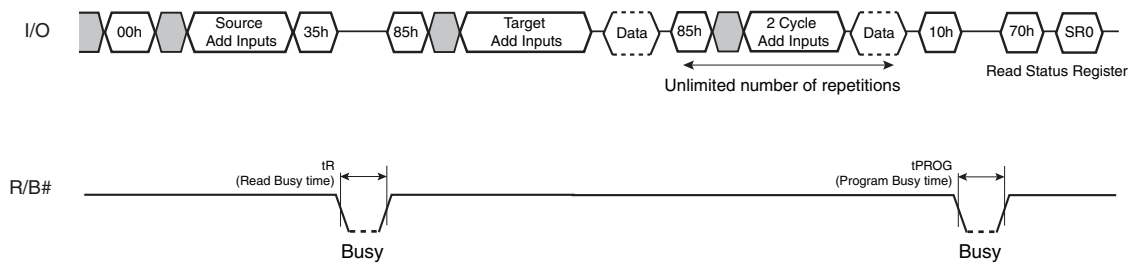 I/O
00h
Source
Add Inputs
35h
85h
Target
Add Inputs
Data
85h
2 Cycle
Add Inputs
Data
10h
70h
SR0
Unlimited number of repetitions
Read Status Register
R/B#
tR
(Read Busy time)
Busy
tPROG
(Program Busy time)
Busy